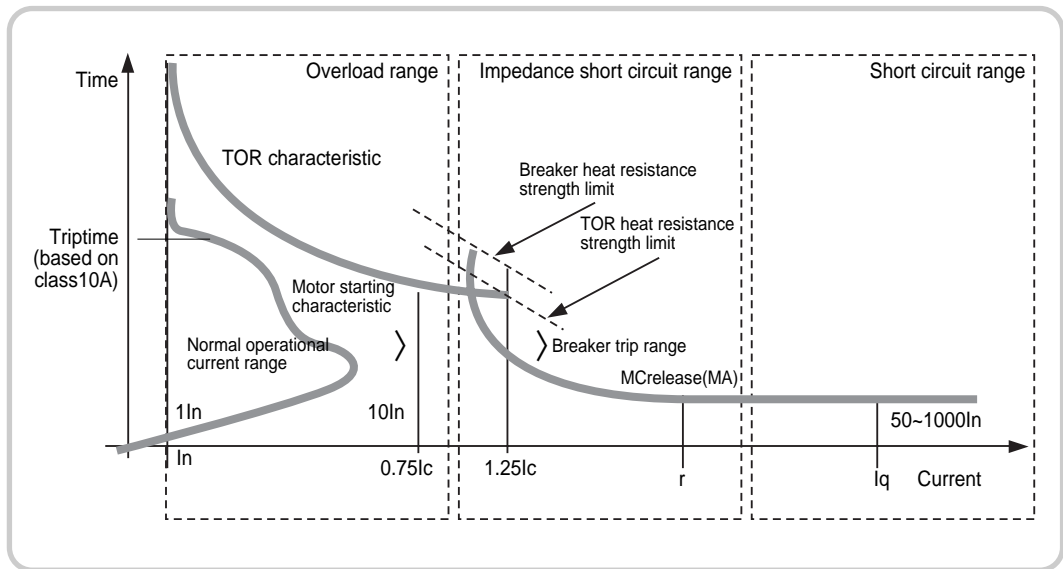 Time
Overload range
Impedance short circuit range
Short circuit range
TOR characteristic
Breaker heat resistance
strength limit
TOR heat resistance
strength limit
Triptime
(based on
class10A)
Motor starting
characteristic
Normal operational
current range
Breaker trip range
MCrelease(MA)
1In
10In
50~1000In
In
0.75Ic
1.25Ic
r
Iq
Current